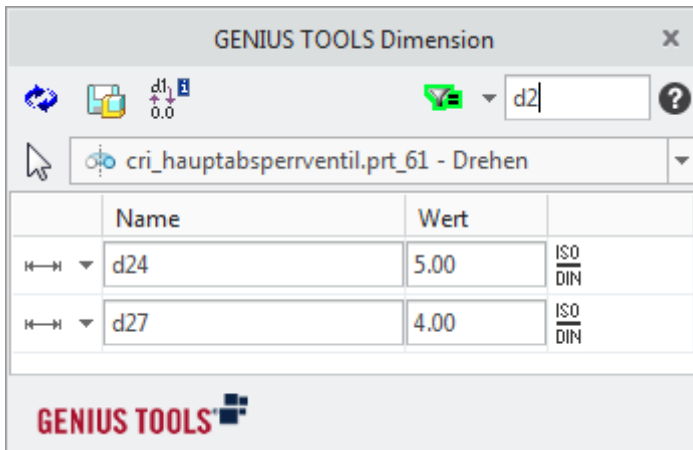 GENIUS TOOLS Dimension
d1 i 0.0 d2 ?
cri_hauptabsperrventil.prt_61 - Drehen
Name Wert
d24 5.00 ISO DIN
d27 4.00 ISO DIN
GENIUS TOOLS